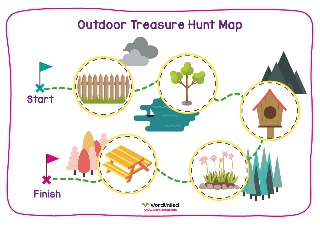 Outdoor Treasure Hunt Map
Start
Finish
WordUnited